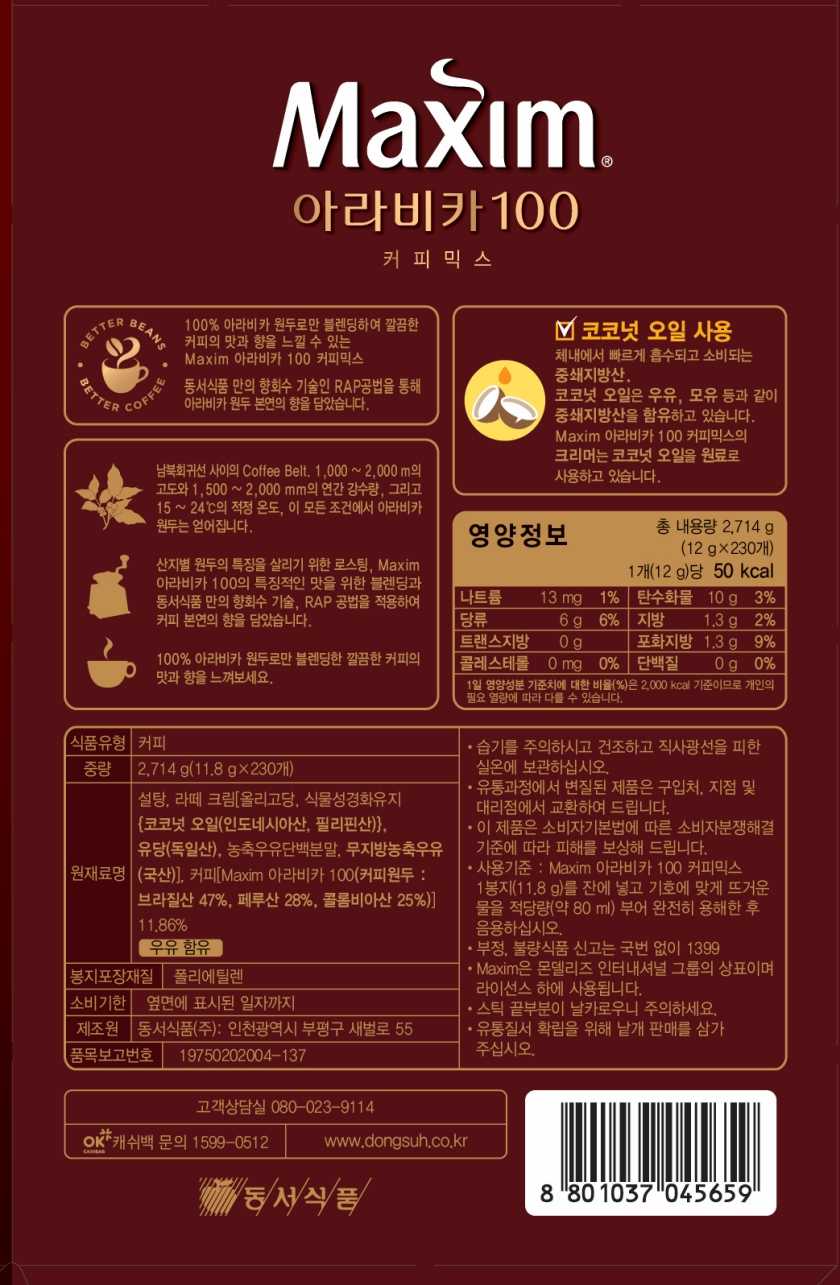 Maxim®
아라비카100
커피믹스
BETTER BEANS
BETTER COFFEE
100% 아라비카 원두로만 블렌딩하여 깔끔한
커피의 맛과 향을 느낄 수 있는
Maxim 아라비카 100 커피믹스
동서식품 만의 향회수 기술인 RAP공법을 통해
아라비카 원두 본연의 향을 담았습니다.
남북회귀선 사이의 Coffee Belt. 1,000 ~ 2,000 m의
고도와 1,500 ~ 2,000 mm의 연간 강수량, 그리고
15 ~ 24℃의 적정 온도, 이 모든 조건에서 아라비카
원두는 얻어집니다.
산지별 원두의 특징을 살리기 위한 로스팅, Maxim
아라비카 100의 특징적인 맛을 위한 블렌딩과
동서식품 만의 향회수 기술, RAP 공법을 적용하여
커피 본연의 향을 담았습니다.
100% 아라비카 원두로만 블렌딩한 깔끔한 커피의
맛과 향을 느껴보세요.
코코넛 오일 사용
체내에서 빠르게 흡수되고 소비되는
중쇄지방산.
코코넛 오일은 우유, 모유 등과 같이
중쇄지방산을 함유하고 있습니다.
Maxim 아라비카 100 커피믹스의
크리머는 코코넛 오일을 원료로
사용하고 있습니다.
영양정보
총 내용량 2,714 g
(12 g×230개)
1개(12 g)당 50 kcal
나트륨 13 mg 1% 탄수화물 10 g 3%
당류 6 g 6% 지방 1.3 g 2%
트랜스지방 0 g 포화지방 1.3 g 9%
콜레스테롤 0 mg 0% 단백질 0 g 0%
1일 영양성분 기준치에 대한 비율(%)은 2,000 kcal 기준이므로 개인의
필요 열량에 따라 다를 수 있습니다.
식품유형 커피
중량 2,714 g(11.8 g×230개)
원재료명
설탕, 라떼 크림[올리고당, 식물성경화유지
{코코넛 오일(인도네시아산, 필리핀산)},
유당(독일산), 농축우유단백분말, 무지방농축우유
(국산)], 커피[Maxim 아라비카 100(커피원두 :
브라질산 47%, 페루산 28%, 콜롬비아산 25%)]
11.86%
우유 함유
봉지포장재질 폴리에틸렌
소비기한 옆면에 표시된 일자까지
제조원 동서식품(주): 인천광역시 부평구 새벌로 55
품목보고번호 19750202004-137
• 습기를 주의하시고 건조하고 직사광선을 피한
실온에 보관하십시오.
• 유통과정에서 변질된 제품은 구입처, 지점 및
대리점에서 교환하여 드립니다.
• 이 제품은 소비자기본법에 따른 소비자분쟁해결
기준에 따라 피해를 보상해 드립니다.
• 사용기준 : Maxim 아라비카 100 커피믹스
1봉지(11.8 g)를 잔에 넣고 기호에 맞게 뜨거운
물을 적당량(약 80 ml) 부어 완전히 용해한 후
음용하십시오.
• 부정, 불량식품 신고는 국번 없이 1399
• Maxim은 몬델리즈 인터내셔널 그룹의 상표이며
라이선스 하에 사용됩니다.
• 스틱 끝부분이 날카로우니 주의하세요.
• 유통질서 확립을 위해 낱개 판매를 삼가
주십시오.
고객상담실 080-023-9114
OK CASHBAG 캐쉬백 문의 1599-0512
www.dongsuh.co.kr
동서식품
8 801037 045659